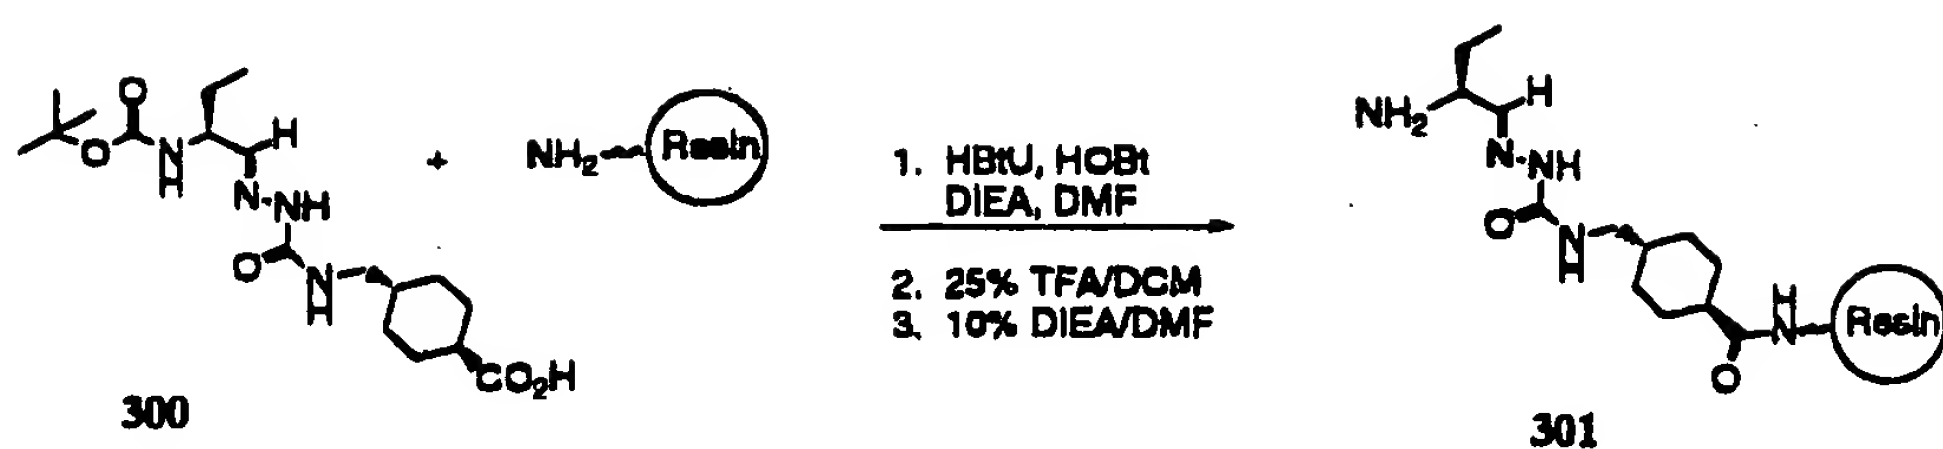 O
O
N
H
H
N-NH
O
N
H
CO2H
300
+
NH2
Resin
1. HBtU, HOBt
DIEA, DMF
2. 25% TFA/DCM
3. 10% DIEA/DMF
NH2
H
N-NH
O
N
H
O
H
N
Resin
301